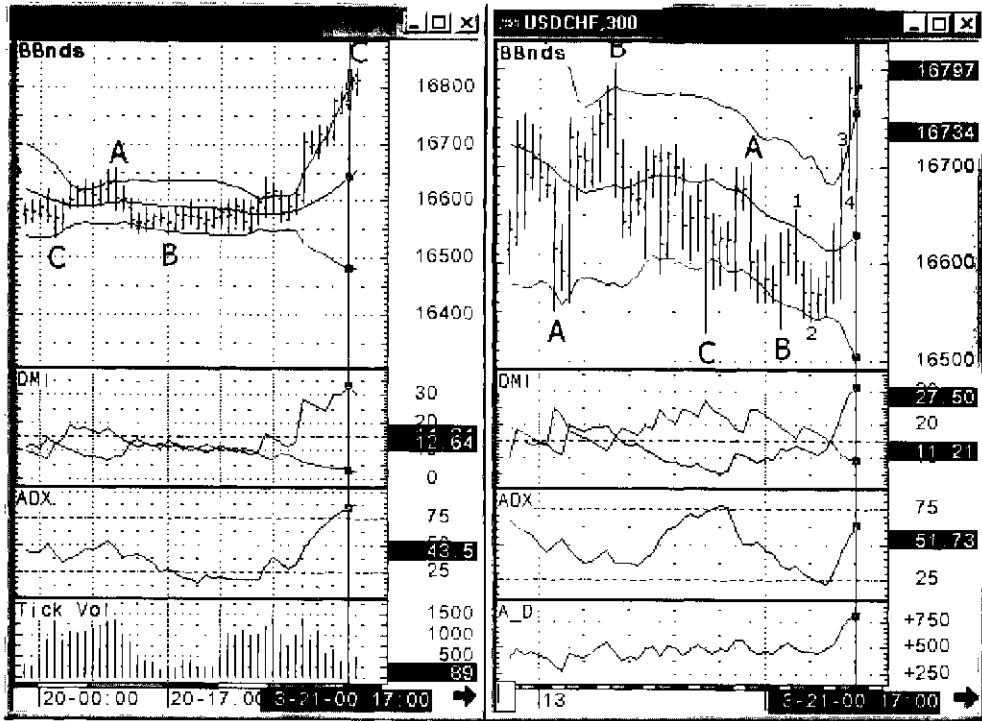 USDCHF,300
BBnds
C
16800
A
16700
16600
C
B
16500
16400
DMI
30
20
12.64
0
ADX
75
43.5
25
Tick Vol
1500
1000
500
89
20-00:00
20-17:00
3-21-00 17:00
BBnds
B
16797
16734
A
3
16700
1
4
16600
A
2
C
B
16500
DMI
27.50
20
11.21
ADX
75
51.73
25
A_D
+750
+500
+250
13
3-21-00 17:00